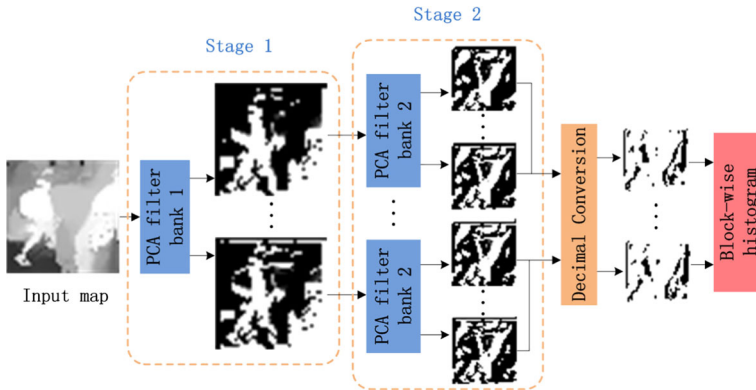 Stage 1
Stage 2
Input map
PCA filter
bank 1
PCA filter
bank 2
PCA filter
bank 2
Decimal Conversion
Block-wise
histogram